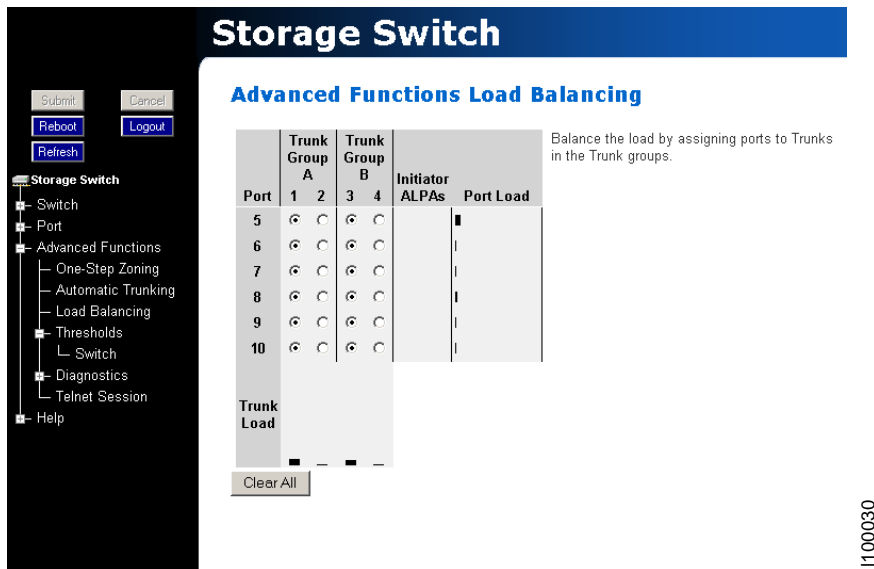 Storage Switch
Submit Cancel
Reboot Logout
Refresh
Storage Switch
Switch
Port
Advanced Functions
One-Step Zoning
Automatic Trunking
Load Balancing
Thresholds
Switch
Diagnostics
Telnet Session
Help
Advanced Functions Load Balancing
Trunk Trunk
Group Group
A B Initiator
Port 1 2 3 4 ALPAs Port Load
5
6
7
8
9
10
Trunk
Load
Clear All
Balance the load by assigning ports to Trunks
in the Trunk groups.
I100030